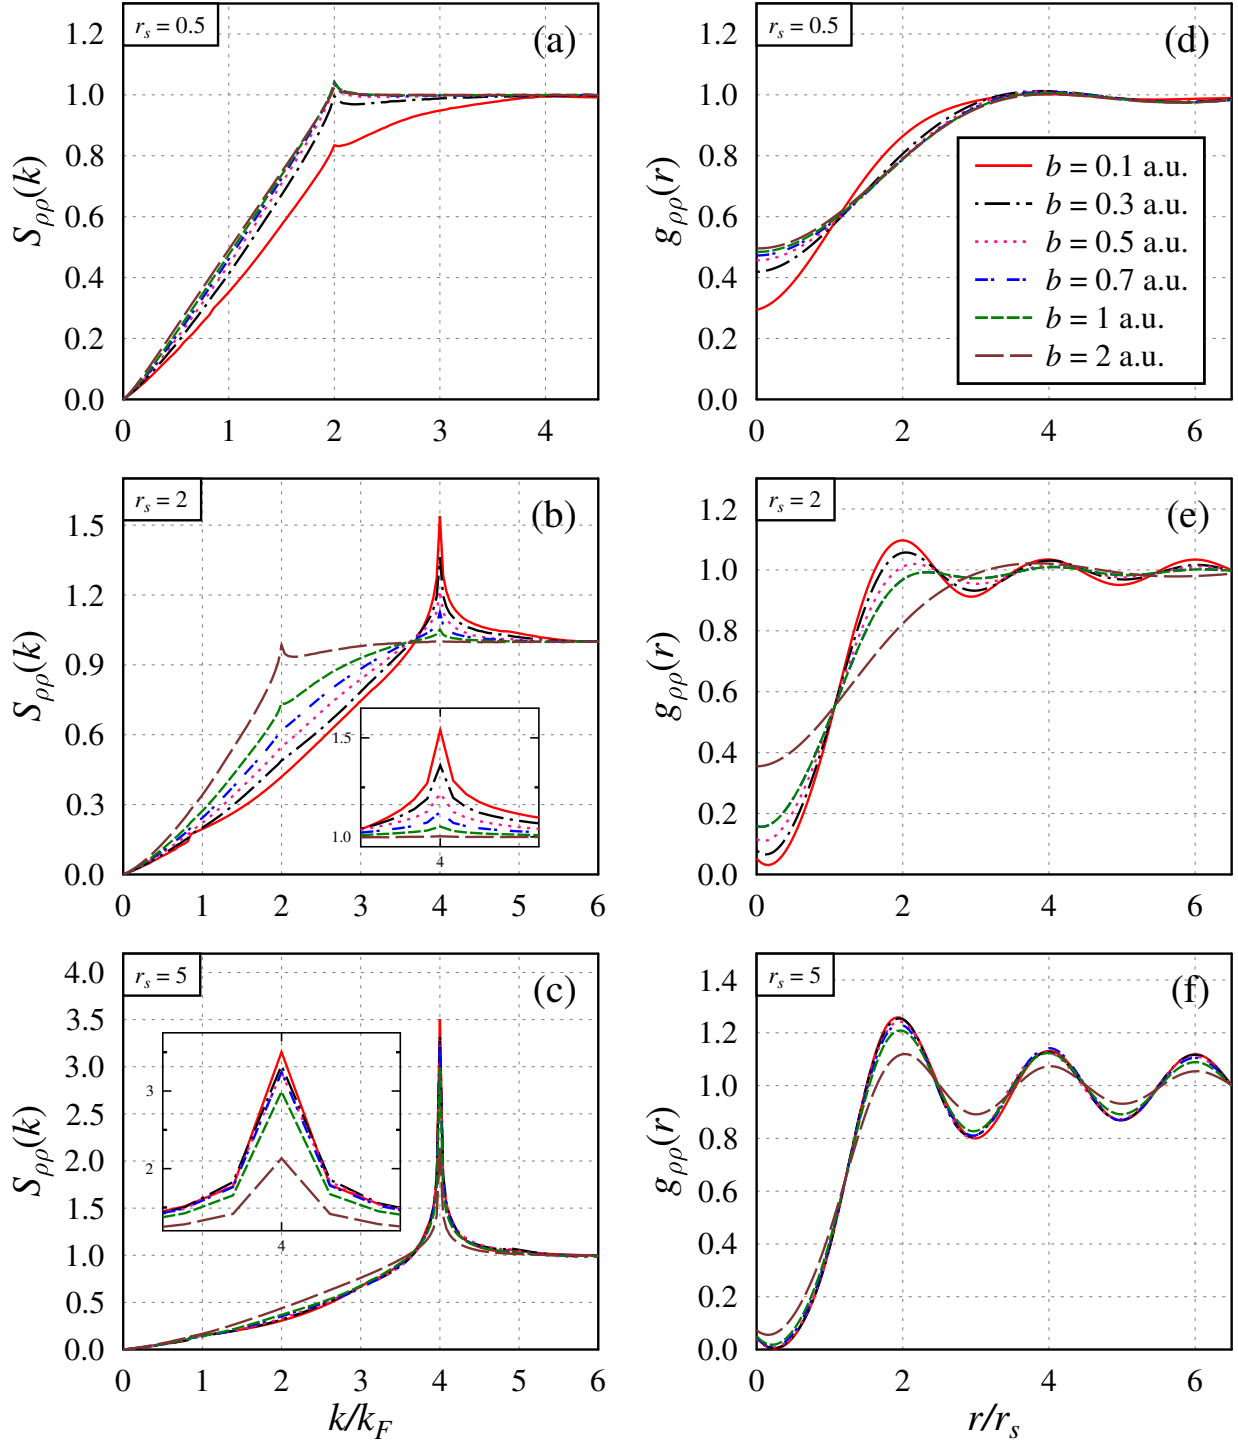 r_s = 0.5
(a)
S_ρρ(k)
1.2
1.0
0.8
0.6
0.4
0.2
0.0
0 1 2 3 4
r_s = 0.5
(d)
g_ρρ(r)
1.2
1.0
0.8
0.6
0.4
0.2
0.0
b = 0.1 a.u.
b = 0.3 a.u.
b = 0.5 a.u.
b = 0.7 a.u.
b = 1 a.u.
b = 2 a.u.
0 2 4 6
r_s = 2
(b)
S_ρρ(k)
1.5
1.2
0.9
0.6
0.3
0.0
1.5
1.0
4
0 1 2 3 4 5 6
r_s = 2
(e)
g_ρρ(r)
1.2
1.0
0.8
0.6
0.4
0.2
0.0
0 2 4 6
r_s = 5
(c)
S_ρρ(k)
4.0
3.5
3.0
2.5
2.0
1.5
1.0
0.5
0.0
3
2
4
0 1 2 3 4 5 6
k/k_F
r_s = 5
(f)
g_ρρ(r)
1.4
1.2
1.0
0.8
0.6
0.4
0.2
0.0
0 2 4 6
r/r_s